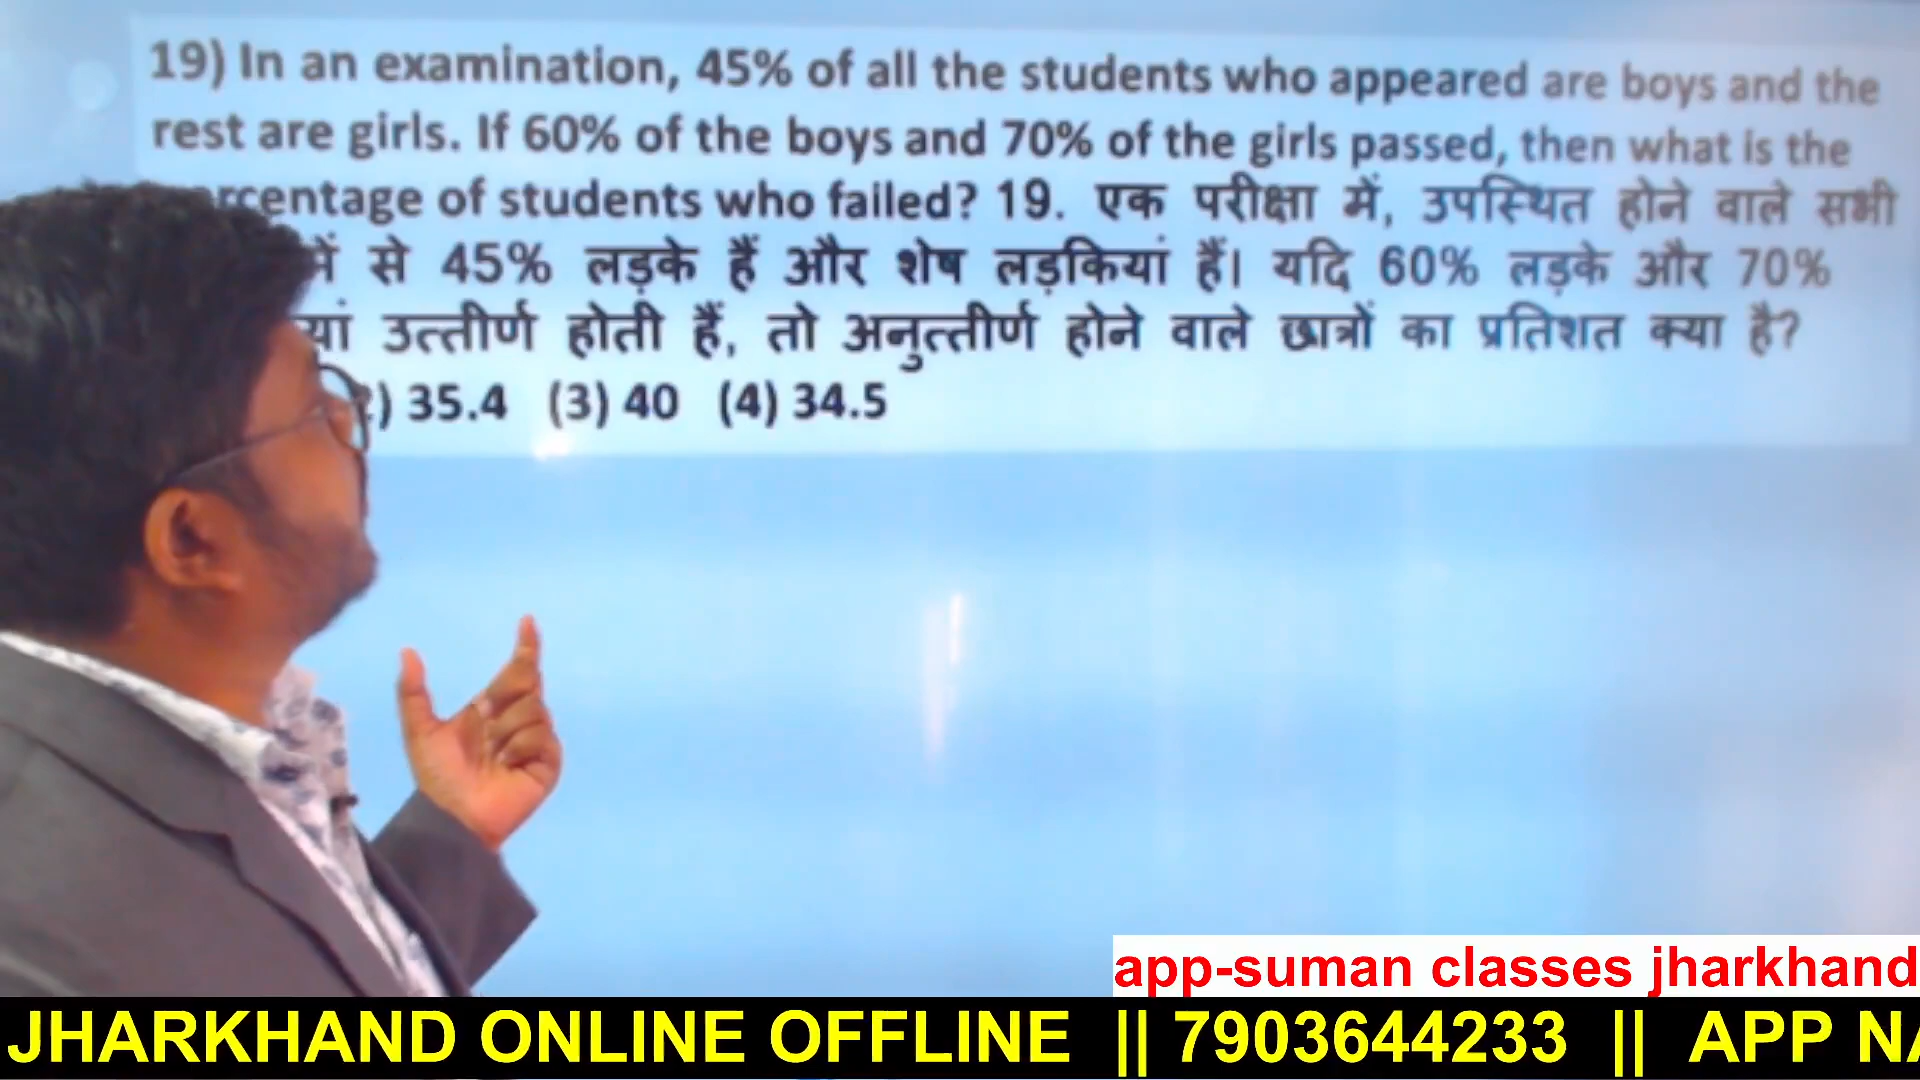 19) In an examination, 45% of all the students who appeared are boys and the
rest are girls. If 60% of the boys and 70% of the girls passed, then what is the
rcentage of students who failed? 19. एक परीक्षा में, उपस्थित होने वाले सभी
में से 45% लड़के हैं और शेष लड़कियां हैं। यदि 60% लड़के और 70%
यां उत्तीर्ण होती हैं, तो अनुत्तीर्ण होने वाले छात्रों का प्रतिशत क्या है?
2) 35.4 (3) 40 (4) 34.5
app-suman classes jharkhand
JHARKHAND ONLINE OFFLINE || 7903644233 || APP NA